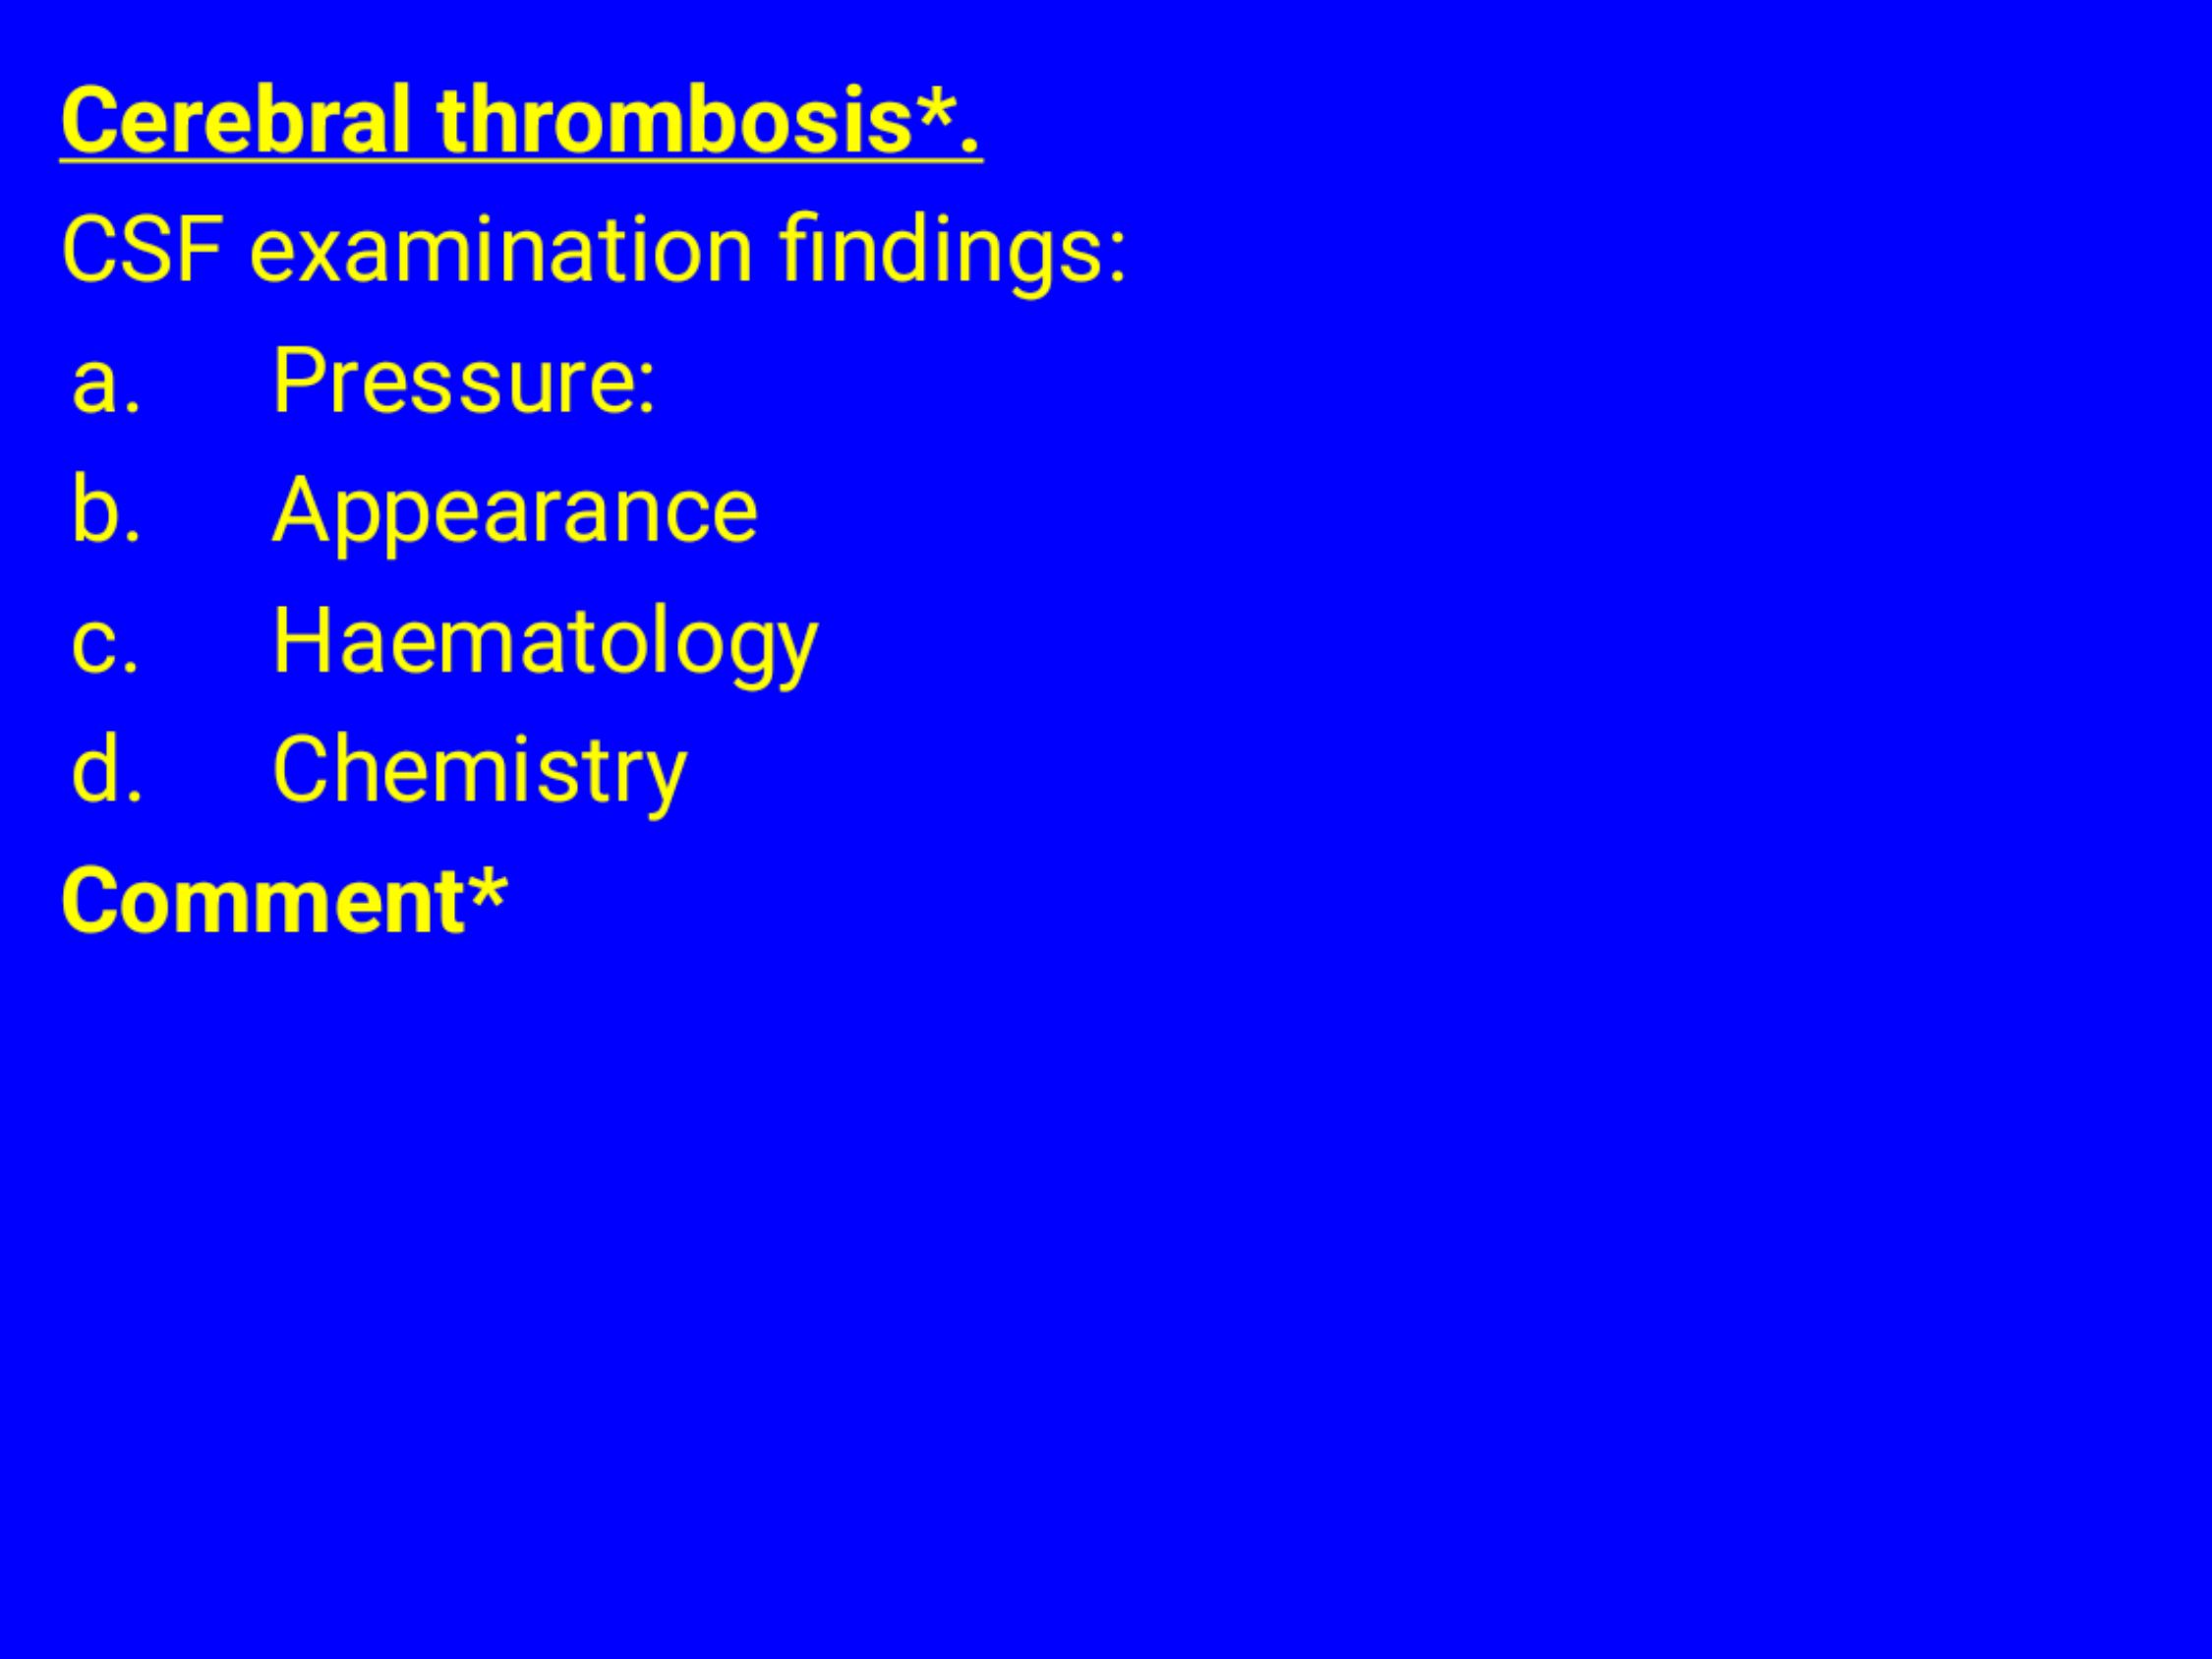 Cerebral thrombosis*.
CSF examination findings:
a. Pressure:
b. Appearance
c. Haematology
d. Chemistry
Comment*